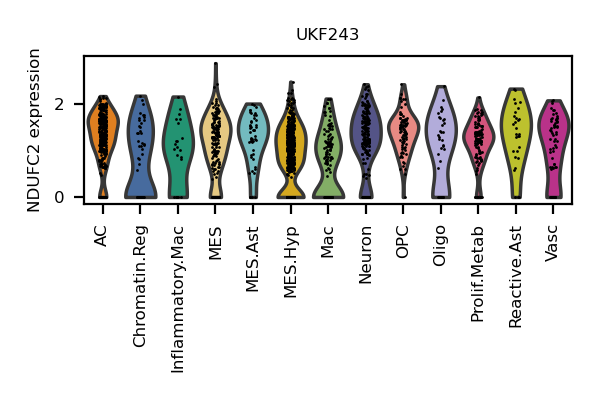 UKF243
NDUFC2 expression
2
0
AC
Chromatin.Reg
Inflammatory.Mac
MES
MES.Ast
MES.Hyp
Mac
Neuron
OPC
Oligo
Prolif.Metab
Reactive.Ast
Vasc